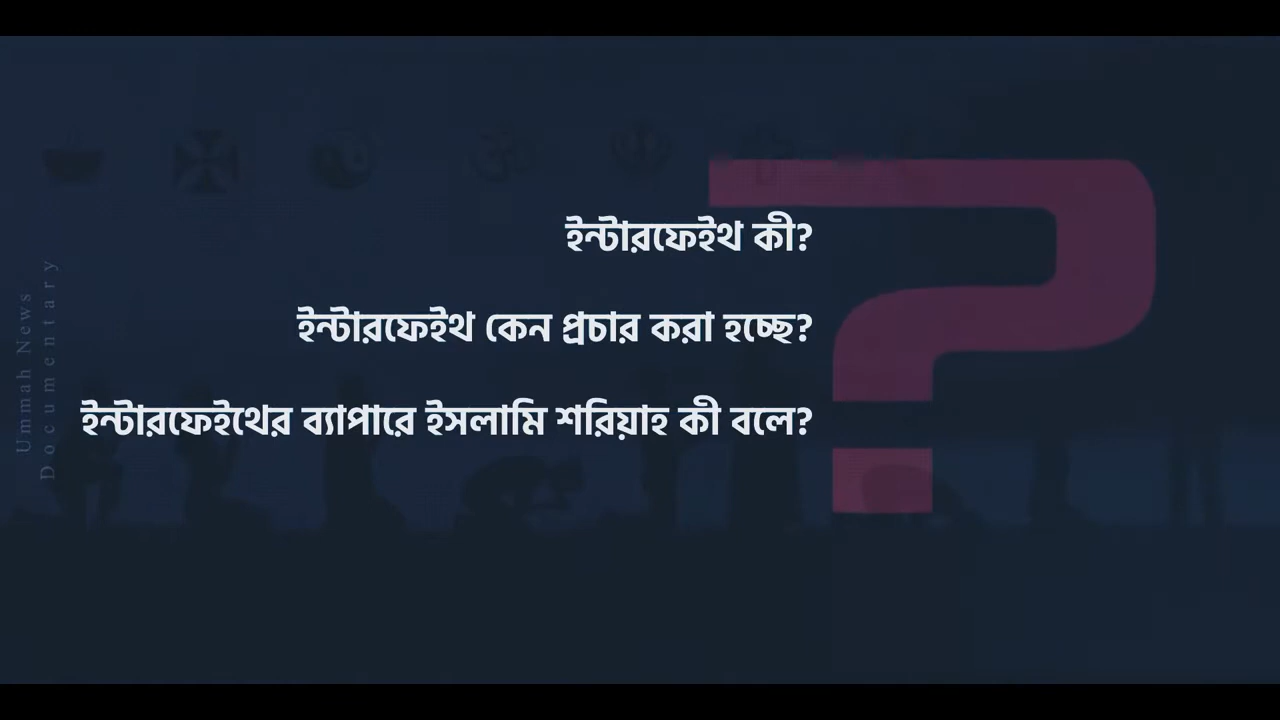 ইন্টারফেইথ কী?
ইন্টারফেইথ কেন প্রচার করা হচ্ছে?
ইন্টারফেইথের ব্যাপারে ইসলামি শরিয়াহ কী বলে?
Ummah News
Documentary